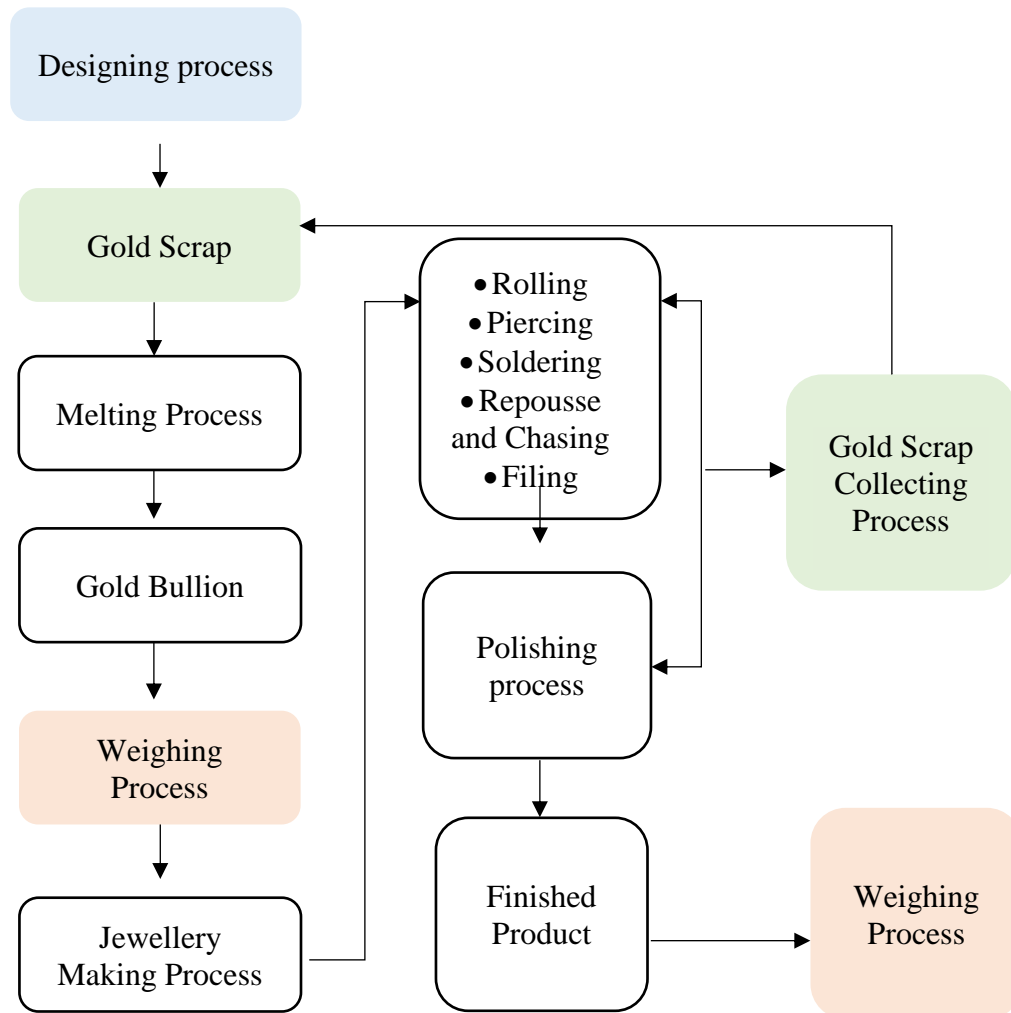 Designing process
Gold Scrap
Melting Process
Gold Bullion
Weighing
Process
Jewellery
Making Process
•Rolling
•Piercing
•Soldering
•Repousse
and Chasing
•Filing
Polishing
process
Finished
Product
Gold Scrap
Collecting
Process
Weighing
Process